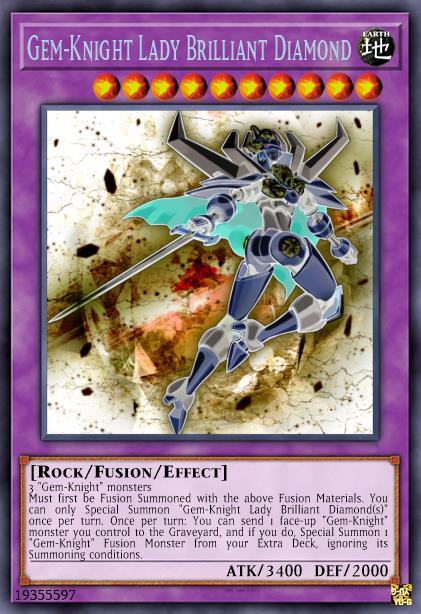 Gem-Knight Lady Brilliant Diamond
EARTH
地
[Rock/Fusion/Effect]
3 "Gem-Knight" monsters
Must first be Fusion Summoned with the above Fusion Materials. You
can only Special Summon "Gem-Knight Lady Brilliant Diamond(s)"
once per turn. Once per turn: You can send 1 face-up "Gem-Knight"
monster you control to the Graveyard, and if you do, Special Summon 1
"Gem-Knight" Fusion Monster from your Extra Deck, ignoring its
Summoning conditions.
ATK/3400 DEF/2000
19355597